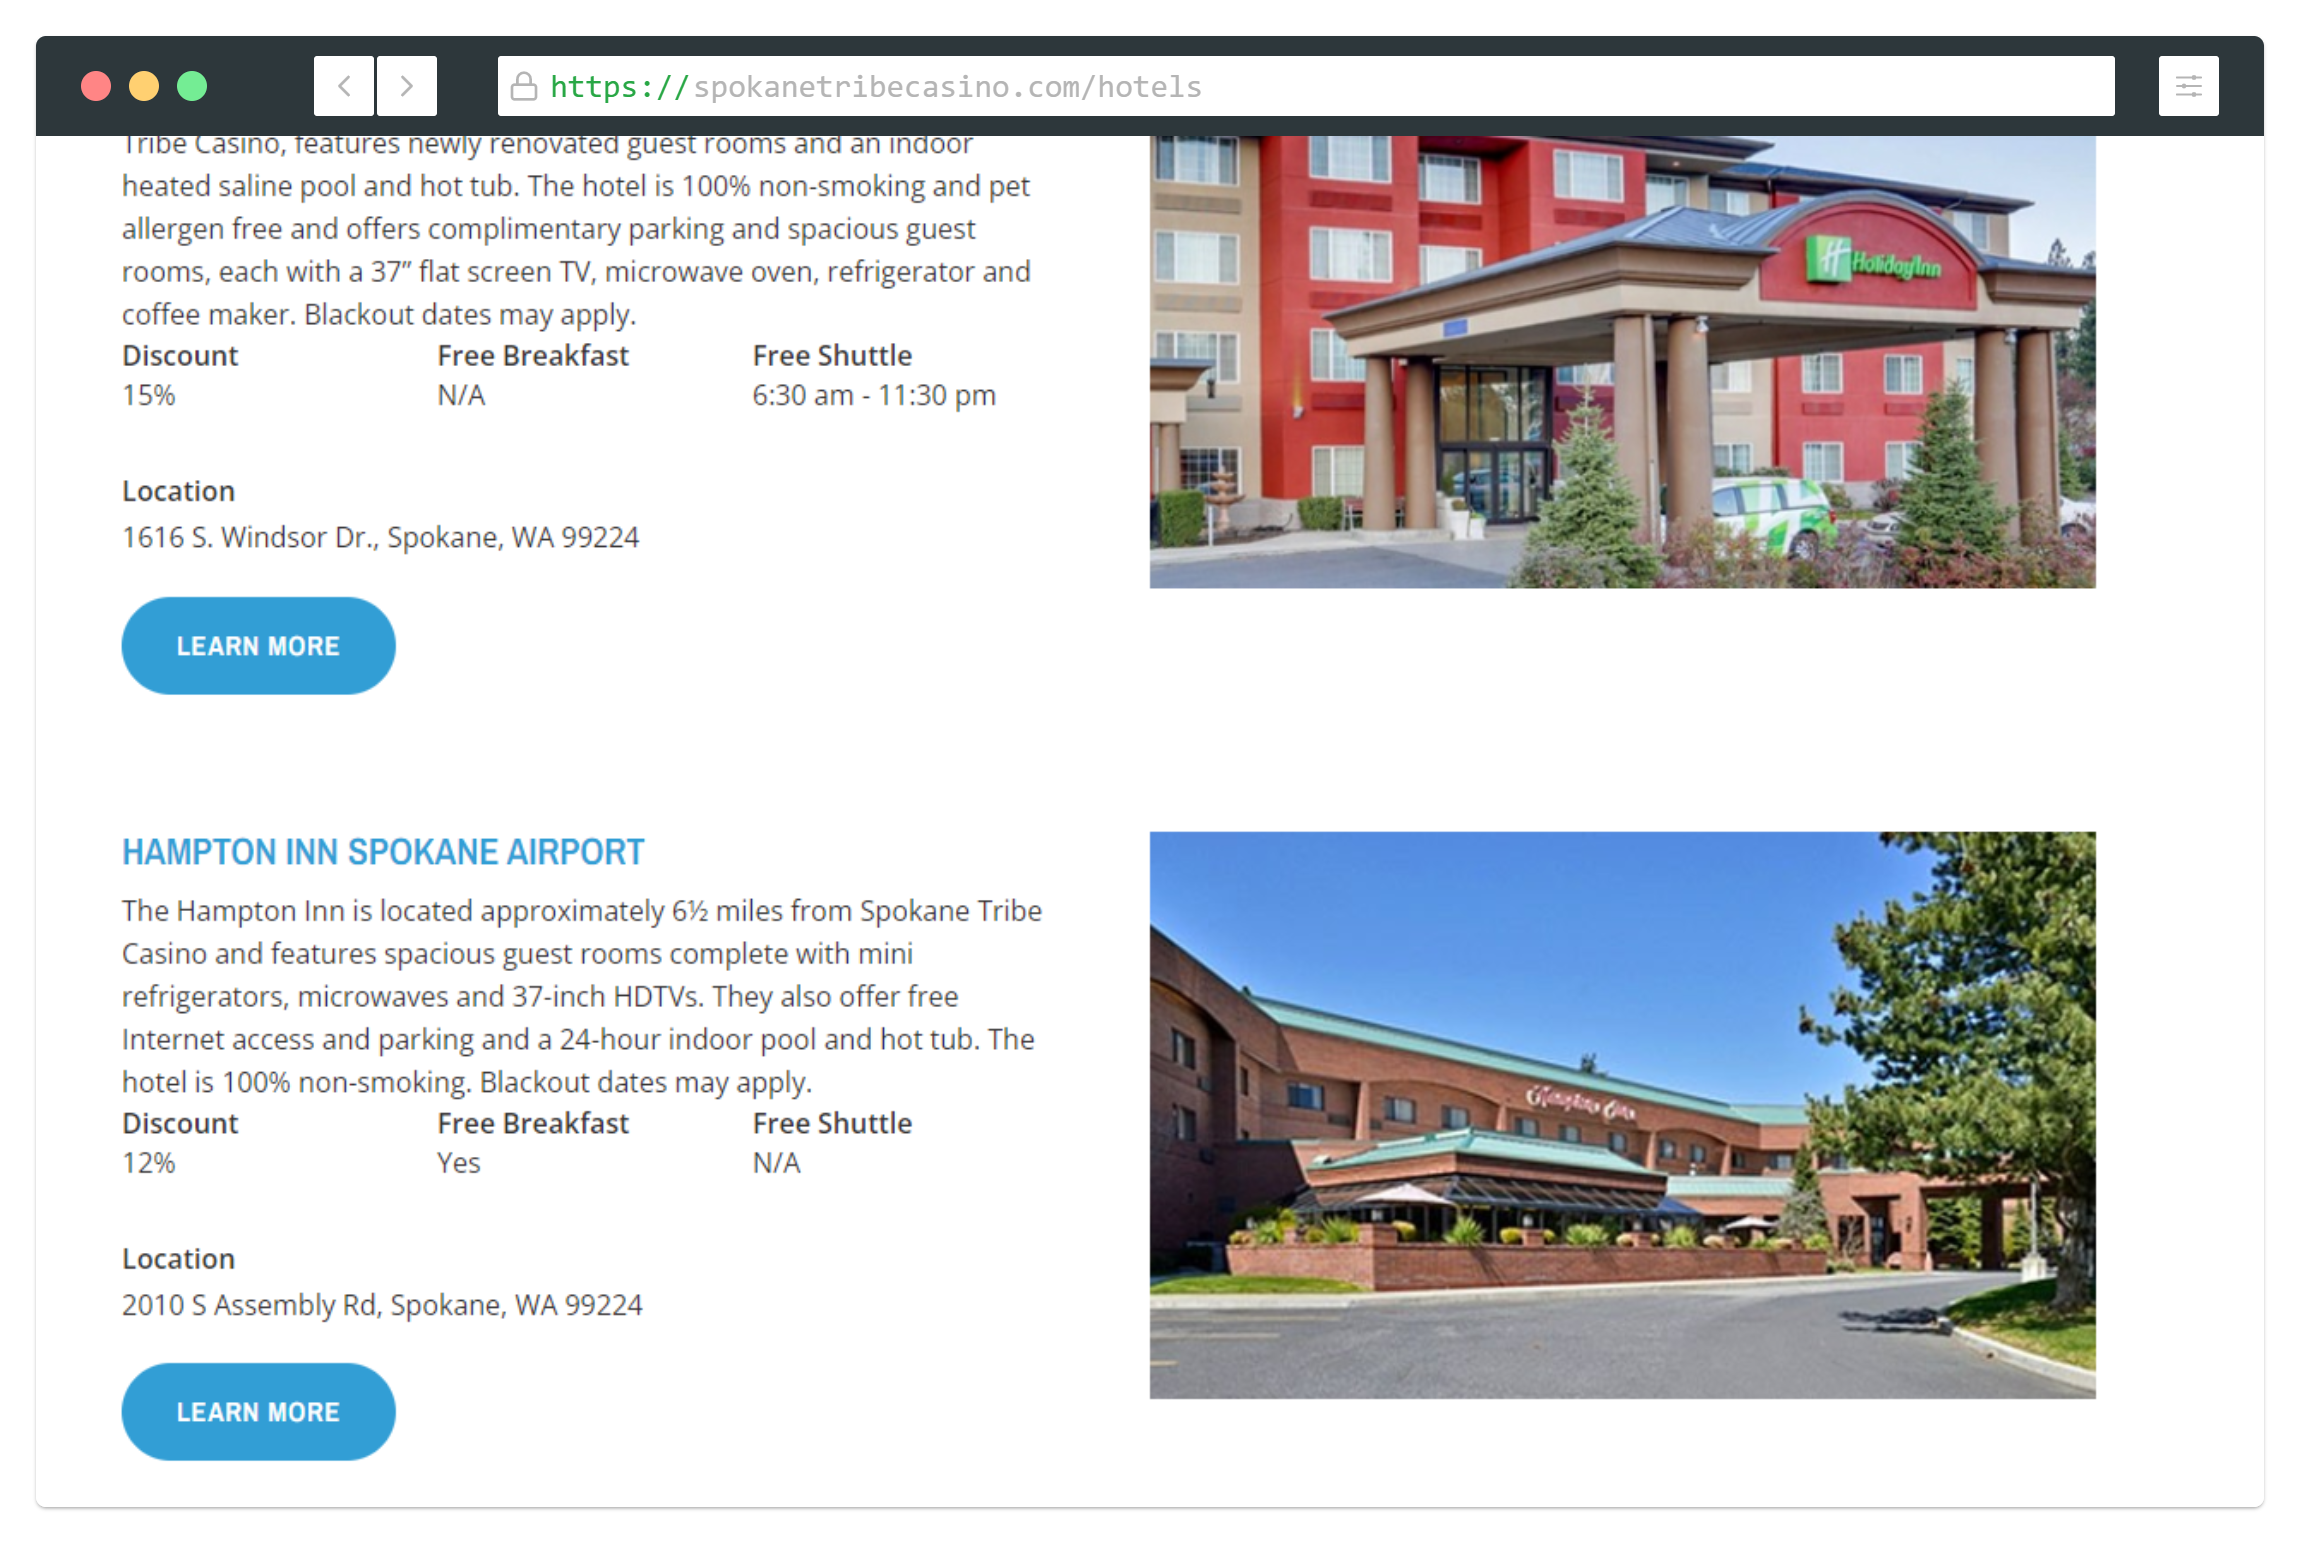 https://spokanetribecasino.com/hotels
Tribe Casino, features newly renovated guest rooms and an indoor
heated saline pool and hot tub. The hotel is 100% non-smoking and pet
allergen free and offers complimentary parking and spacious guest
rooms, each with a 37” flat screen TV, microwave oven, refrigerator and
coffee maker. Blackout dates may apply.
Discount Free Breakfast Free Shuttle
15% N/A 6:30 am - 11:30 pm
Location
1616 S. Windsor Dr., Spokane, WA 99224
LEARN MORE
H Holiday Inn
HAMPTON INN SPOKANE AIRPORT
The Hampton Inn is located approximately 6½ miles from Spokane Tribe
Casino and features spacious guest rooms complete with mini
refrigerators, microwaves and 37-inch HDTVs. They also offer free
Internet access and parking and a 24-hour indoor pool and hot tub. The
hotel is 100% non-smoking. Blackout dates may apply.
Discount Free Breakfast Free Shuttle
12% Yes N/A
Location
2010 S Assembly Rd, Spokane, WA 99224
LEARN MORE
Hampton Inn